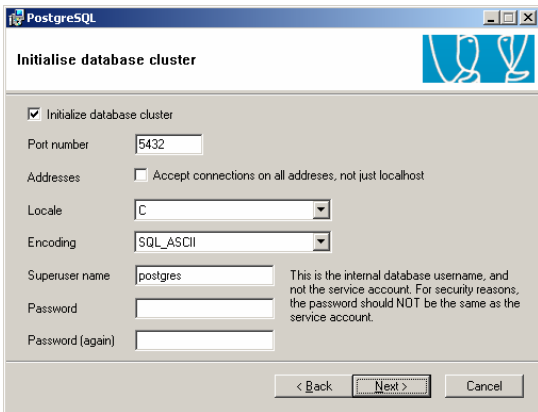 PostgreSQL
Initialise database cluster
Initialize database cluster
Port number 5432
Addresses Accept connections on all addreses, not just localhost
Locale C
Encoding SQL_ASCII
Superuser name postgres
This is the internal database username, and
not the service account. For security reasons,
the password should NOT be the same as the
service account.
Password
Password (again)
< Back Next > Cancel